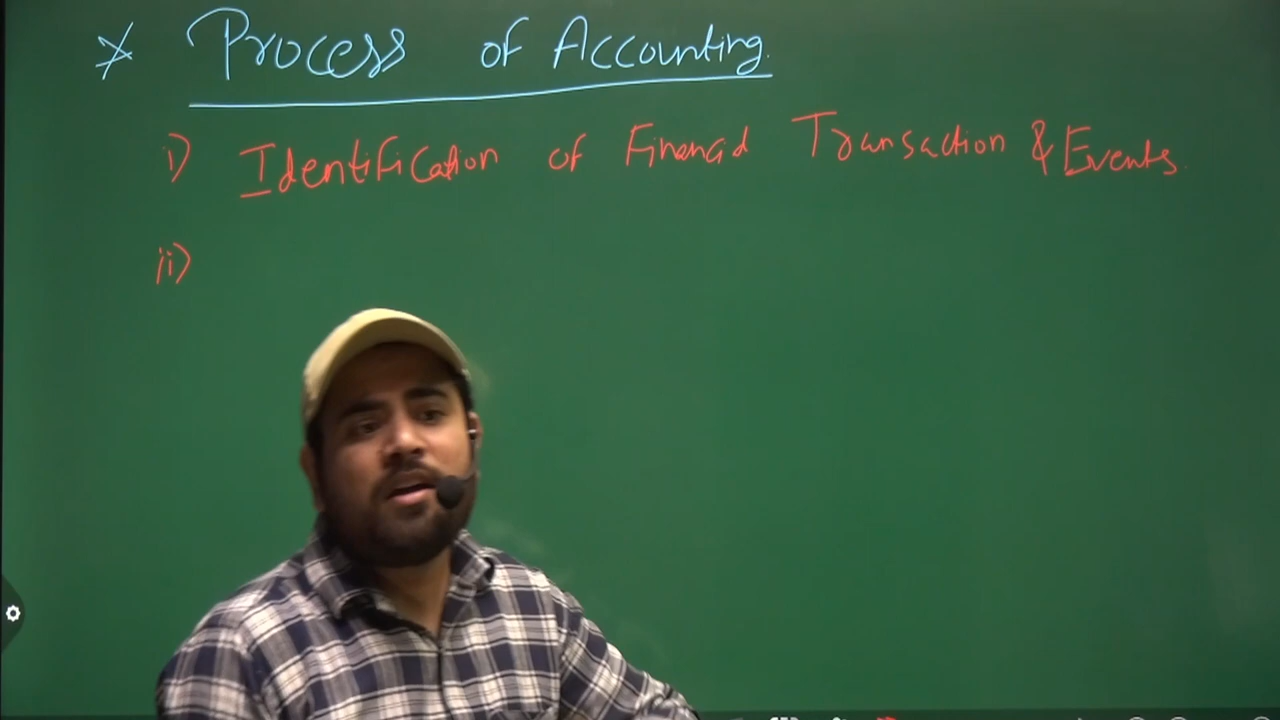 * Process of Accounting.
i) Identification of Financial Transaction & Events.
ii)